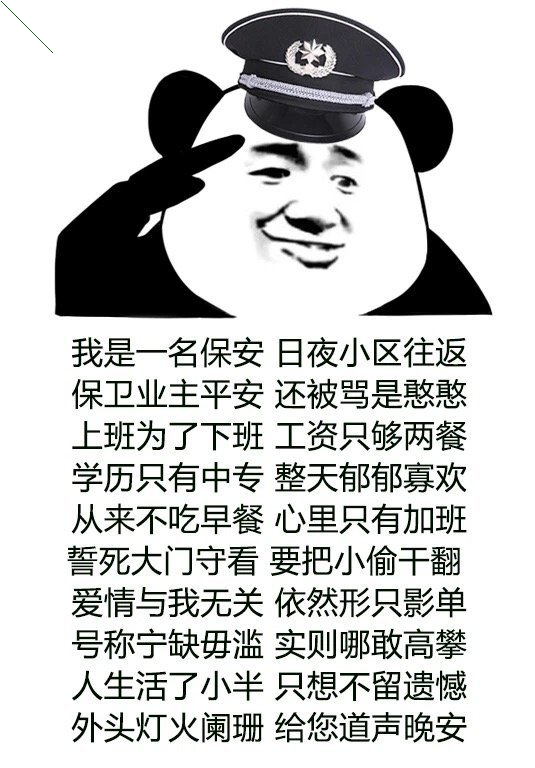 我是一名保安 日夜小区往返
保卫业主平安 还被骂是憨憨
上班为了下班 工资只够两餐
学历只有中专 整天郁郁寡欢
从来不吃早餐 心里只有加班
誓死大门守看 要把小偷干翻
爱情与我无关 依然形只影单
号称宁缺毋滥 实则哪敢高攀
人生活了小半 只想不留遗憾
外头灯火阑珊 给您道声晚安